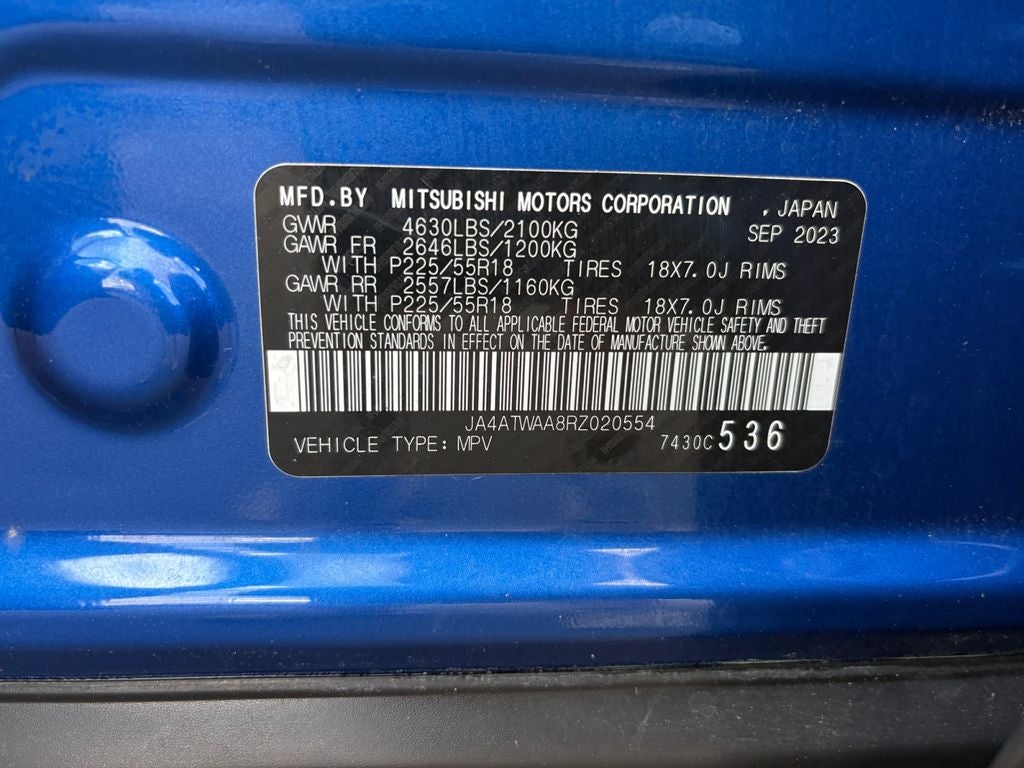 MFD.BY MITSUBISHI MOTORS CORPORATION , JAPAN
GVWR 4630LBS/2100KG SEP 2023
GAWR FR 2646LBS/1200KG
WITH P225/55R18 TIRES 18X7.0J RIMS
GAWR RR 2557LBS/1160KG
WITH P225/55R18 TIRES 18X7.0J RIMS
THIS VEHICLE CONFORMS TO ALL APPLICABLE FEDERAL MOTOR VEHICLE SAFETY AND THEFT
PREVENTION STANDARDS IN EFFECT ON THE DATE OF MANUFACTURE SHOWN ABOVE.
JA4ATWAA8RZ020554
VEHICLE TYPE: MPV 7430C 536